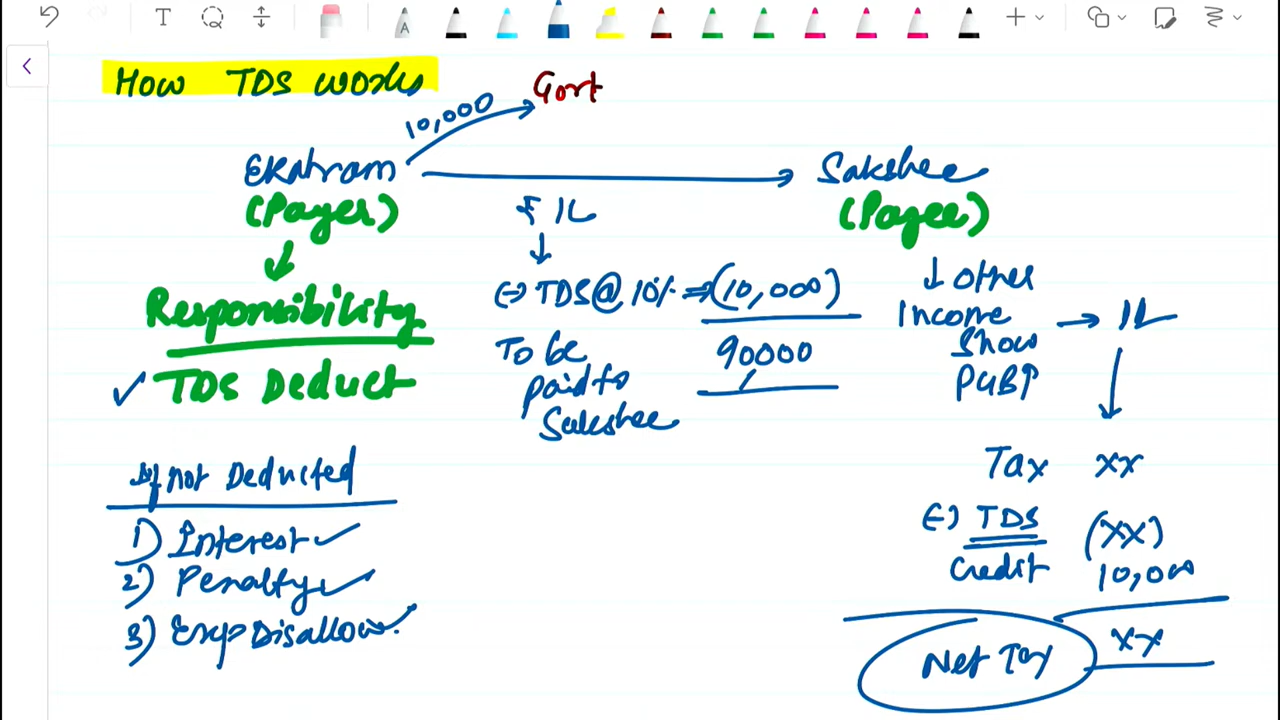 How TDS works
Govt
10,000
Ekatram
Sakshee
(Payer)
(Payee)
Responsibility
✓ TDS Deduct
₹ 1L
(-) TDS@ 10% ⇒ (10,000)
To be
paid to
Sakshee
90000
Other
Income → 1L
Show
PGBP
Tax xx
(-) TDS (xx)
Credit 10,000
Net Tax xx
If not Deducted
1) Interest ✓
2) Penalty ✓
3) Exp Disallow. ✓